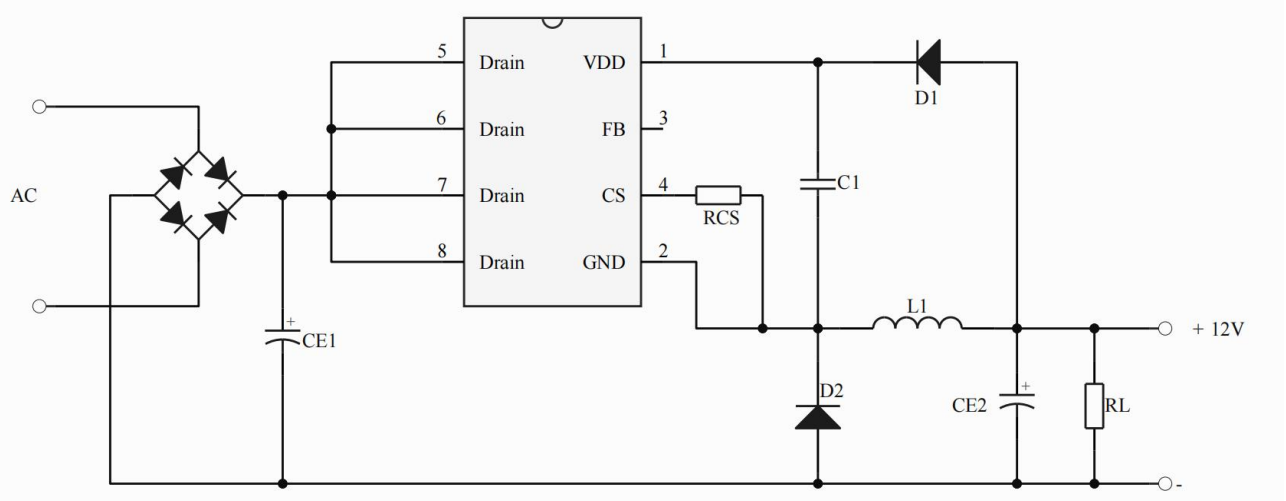 5 Drain VDD 1
D1
6 Drain FB 3
AC
7 Drain CS 4
RCS
C1
8 Drain GND 2
L1
+
CE1
+ 12V
D2
+
CE2
RL
-